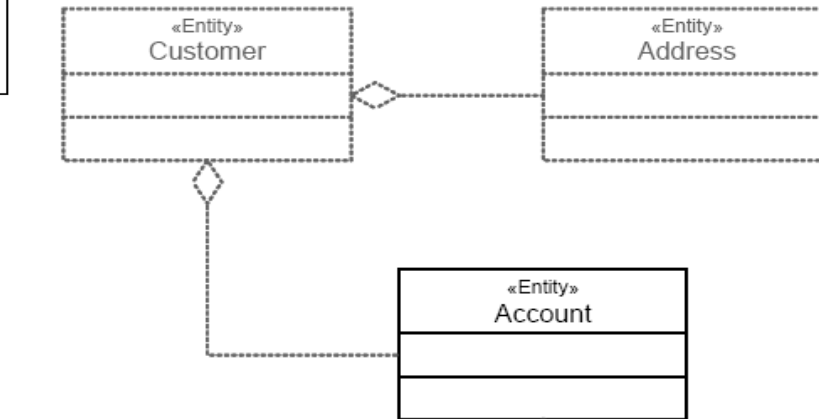 «Entity»
Customer
«Entity»
Address
«Entity»
Account